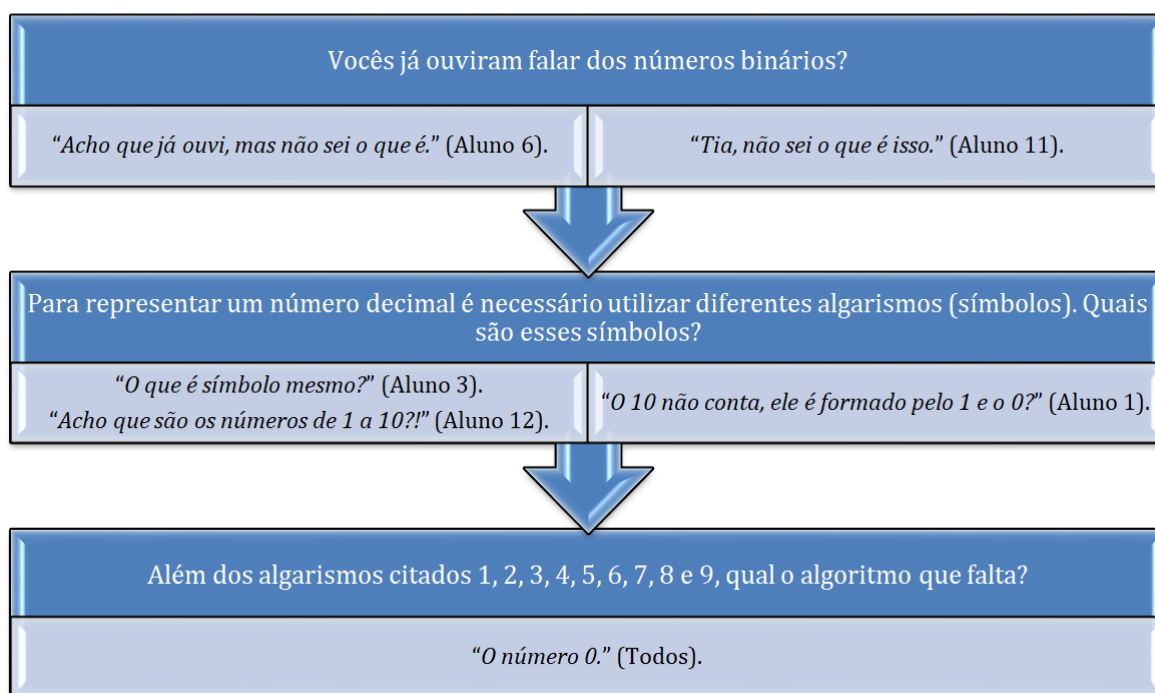 Vocês já ouviram falar dos números binários?
“Acho que já ouvi, mas não sei o que é.” (Aluno 6).
“Tia, não sei o que é isso.” (Aluno 11).
Para representar um número decimal é necessário utilizar diferentes algarismos (símbolos). Quais
são esses símbolos?
“O que é símbolo mesmo?” (Aluno 3).
“Acho que são os números de 1 a 10?!” (Aluno 12).
“O 10 não conta, ele é formado pelo 1 e o 0?” (Aluno 1).
Além dos algarismos citados 1, 2, 3, 4, 5, 6, 7, 8 e 9, qual o algoritmo que falta?
“O número 0.” (Todos).